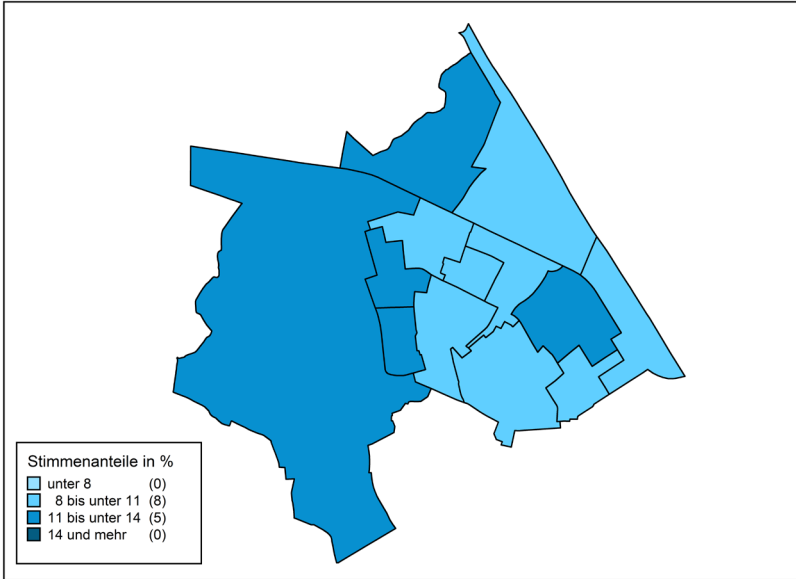 Stimmenanteile in %
unter 8 (0)
8 bis unter 11 (8)
11 bis unter 14 (5)
14 und mehr (0)